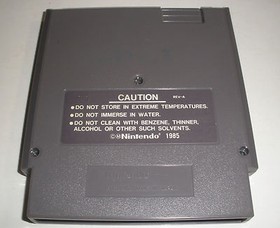 CAUTION
REV-A
• DO NOT STORE IN EXTREME TEMPERATURES.
• DO NOT IMMERSE IN WATER.
• DO NOT CLEAN WITH BENZENE, THINNER,
ALCOHOL OR OTHER SUCH SOLVENTS.
©Nintendo® 1985